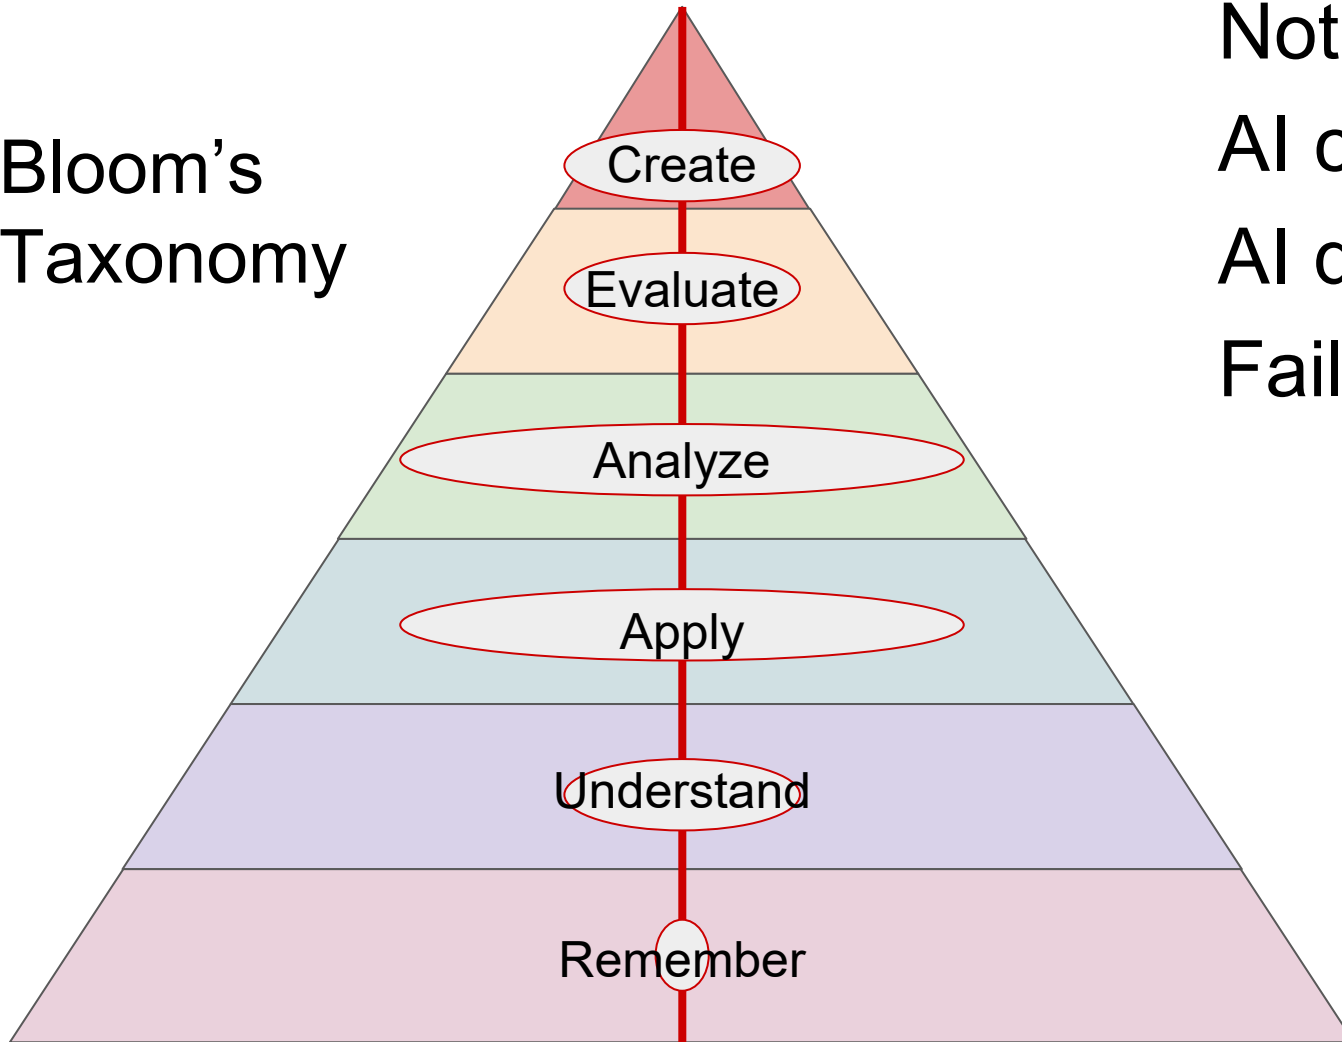 Bloom’s
Taxonomy
Create
Evaluate
Analyze
Apply
Understand
Remember
Not
AI
AI
Fail